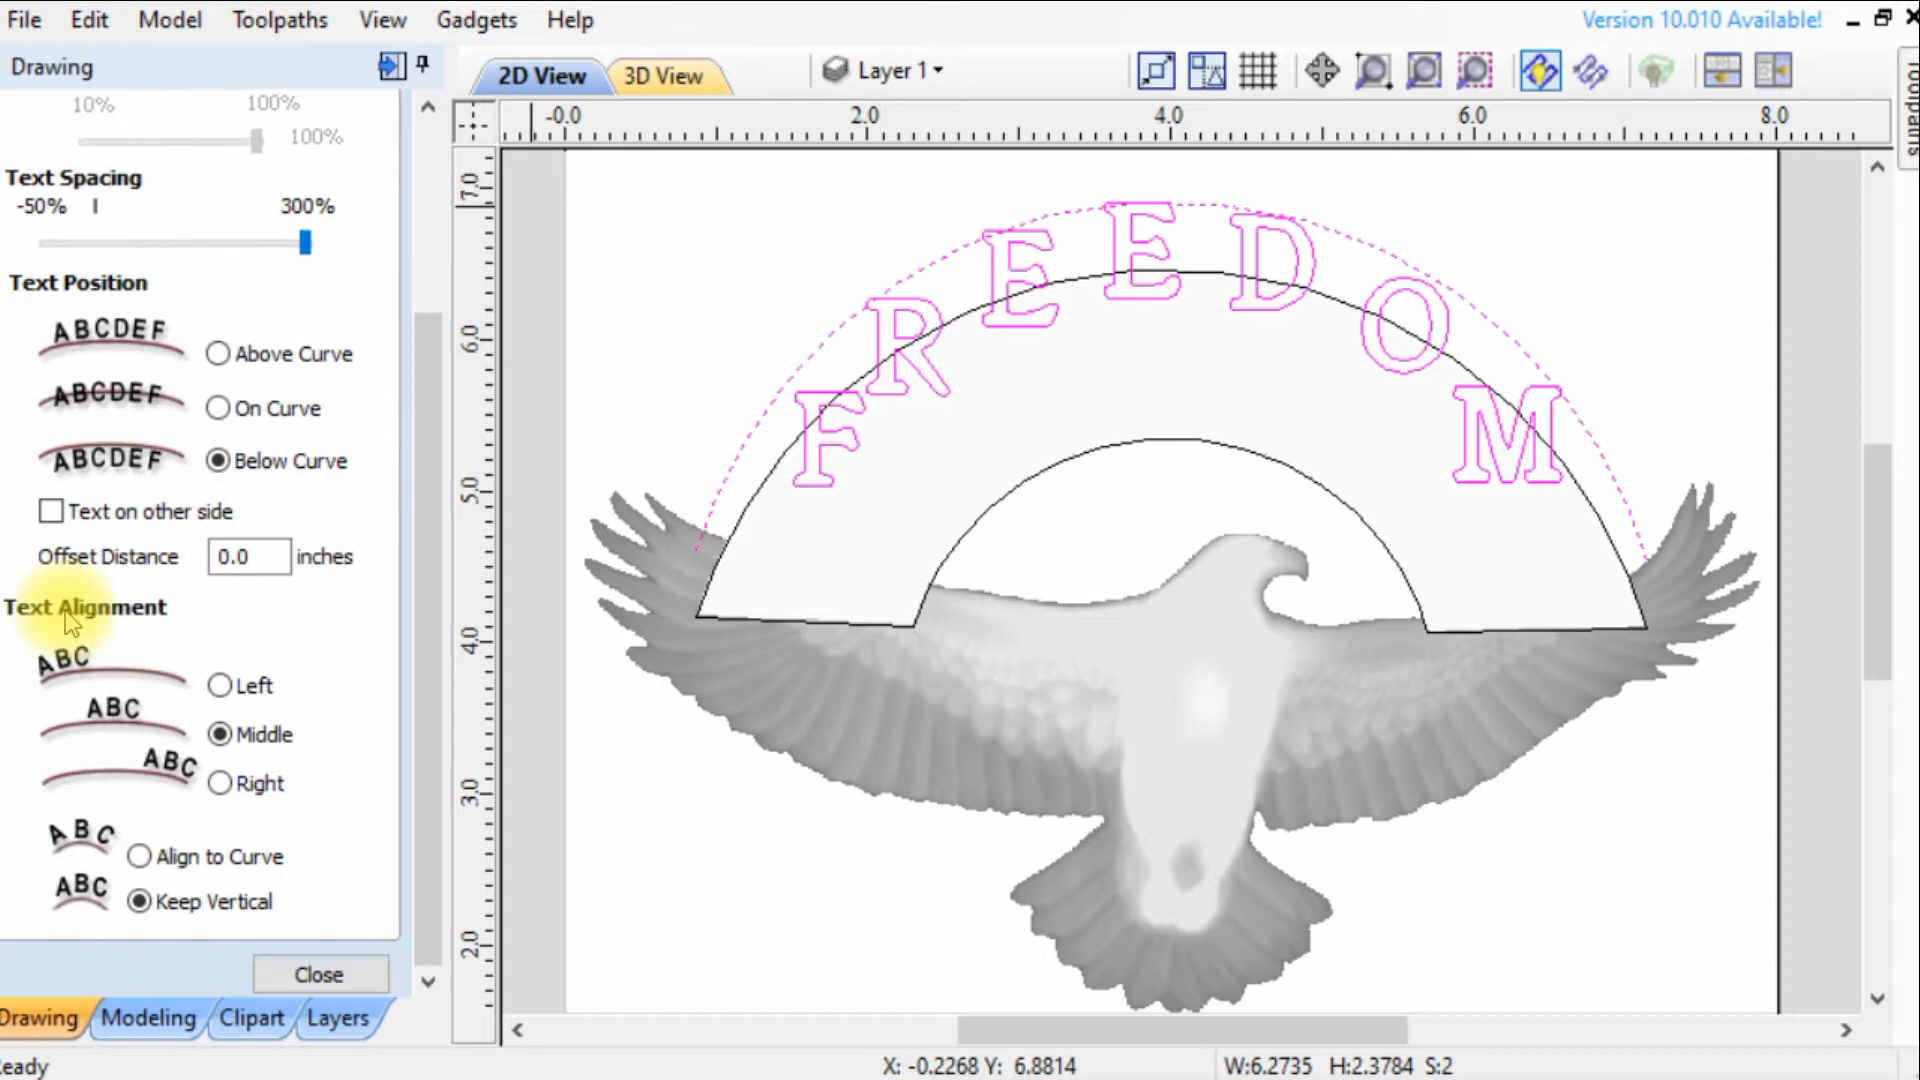 File Edit Model Toolpaths View Gadgets Help Version 10.010 Available!
Drawing
2D View 3D View Layer 1
10% 100%
100%
Text Spacing
-50% 300%
Text Position
ABCDEF Above Curve
ABCDEF On Curve
ABCDEF Below Curve
Text on other side
Offset Distance 0.0 inches
Text Alignment
ABC Left
ABC Middle
ABC Right
ABC Align to Curve
ABC Keep Vertical
Close
Drawing Modeling Clipart Layers
-0.0 2.0 4.0 6.0 8.0
7.0
6.0
5.0
4.0
3.0
2.0
FREEDOM
Toolpaths
eady X: -0.2268 Y: 6.8814 W:6.2735 H:2.3784 S:2